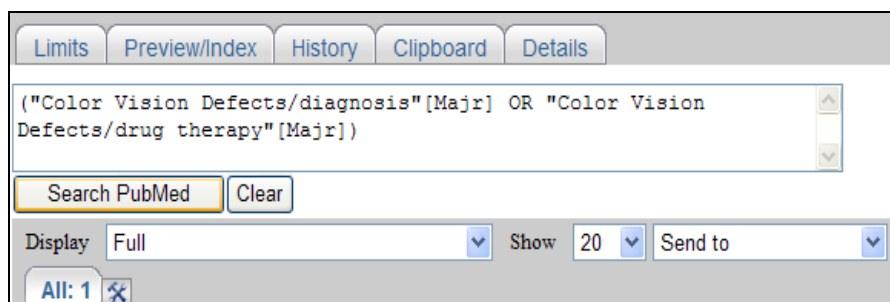 Limits Preview/Index History Clipboard Details
("Color Vision Defects/diagnosis"[Majr] OR "Color Vision
Defects/drug therapy"[Majr])
Search PubMed Clear
Display Full Show 20 Send to
All: 1